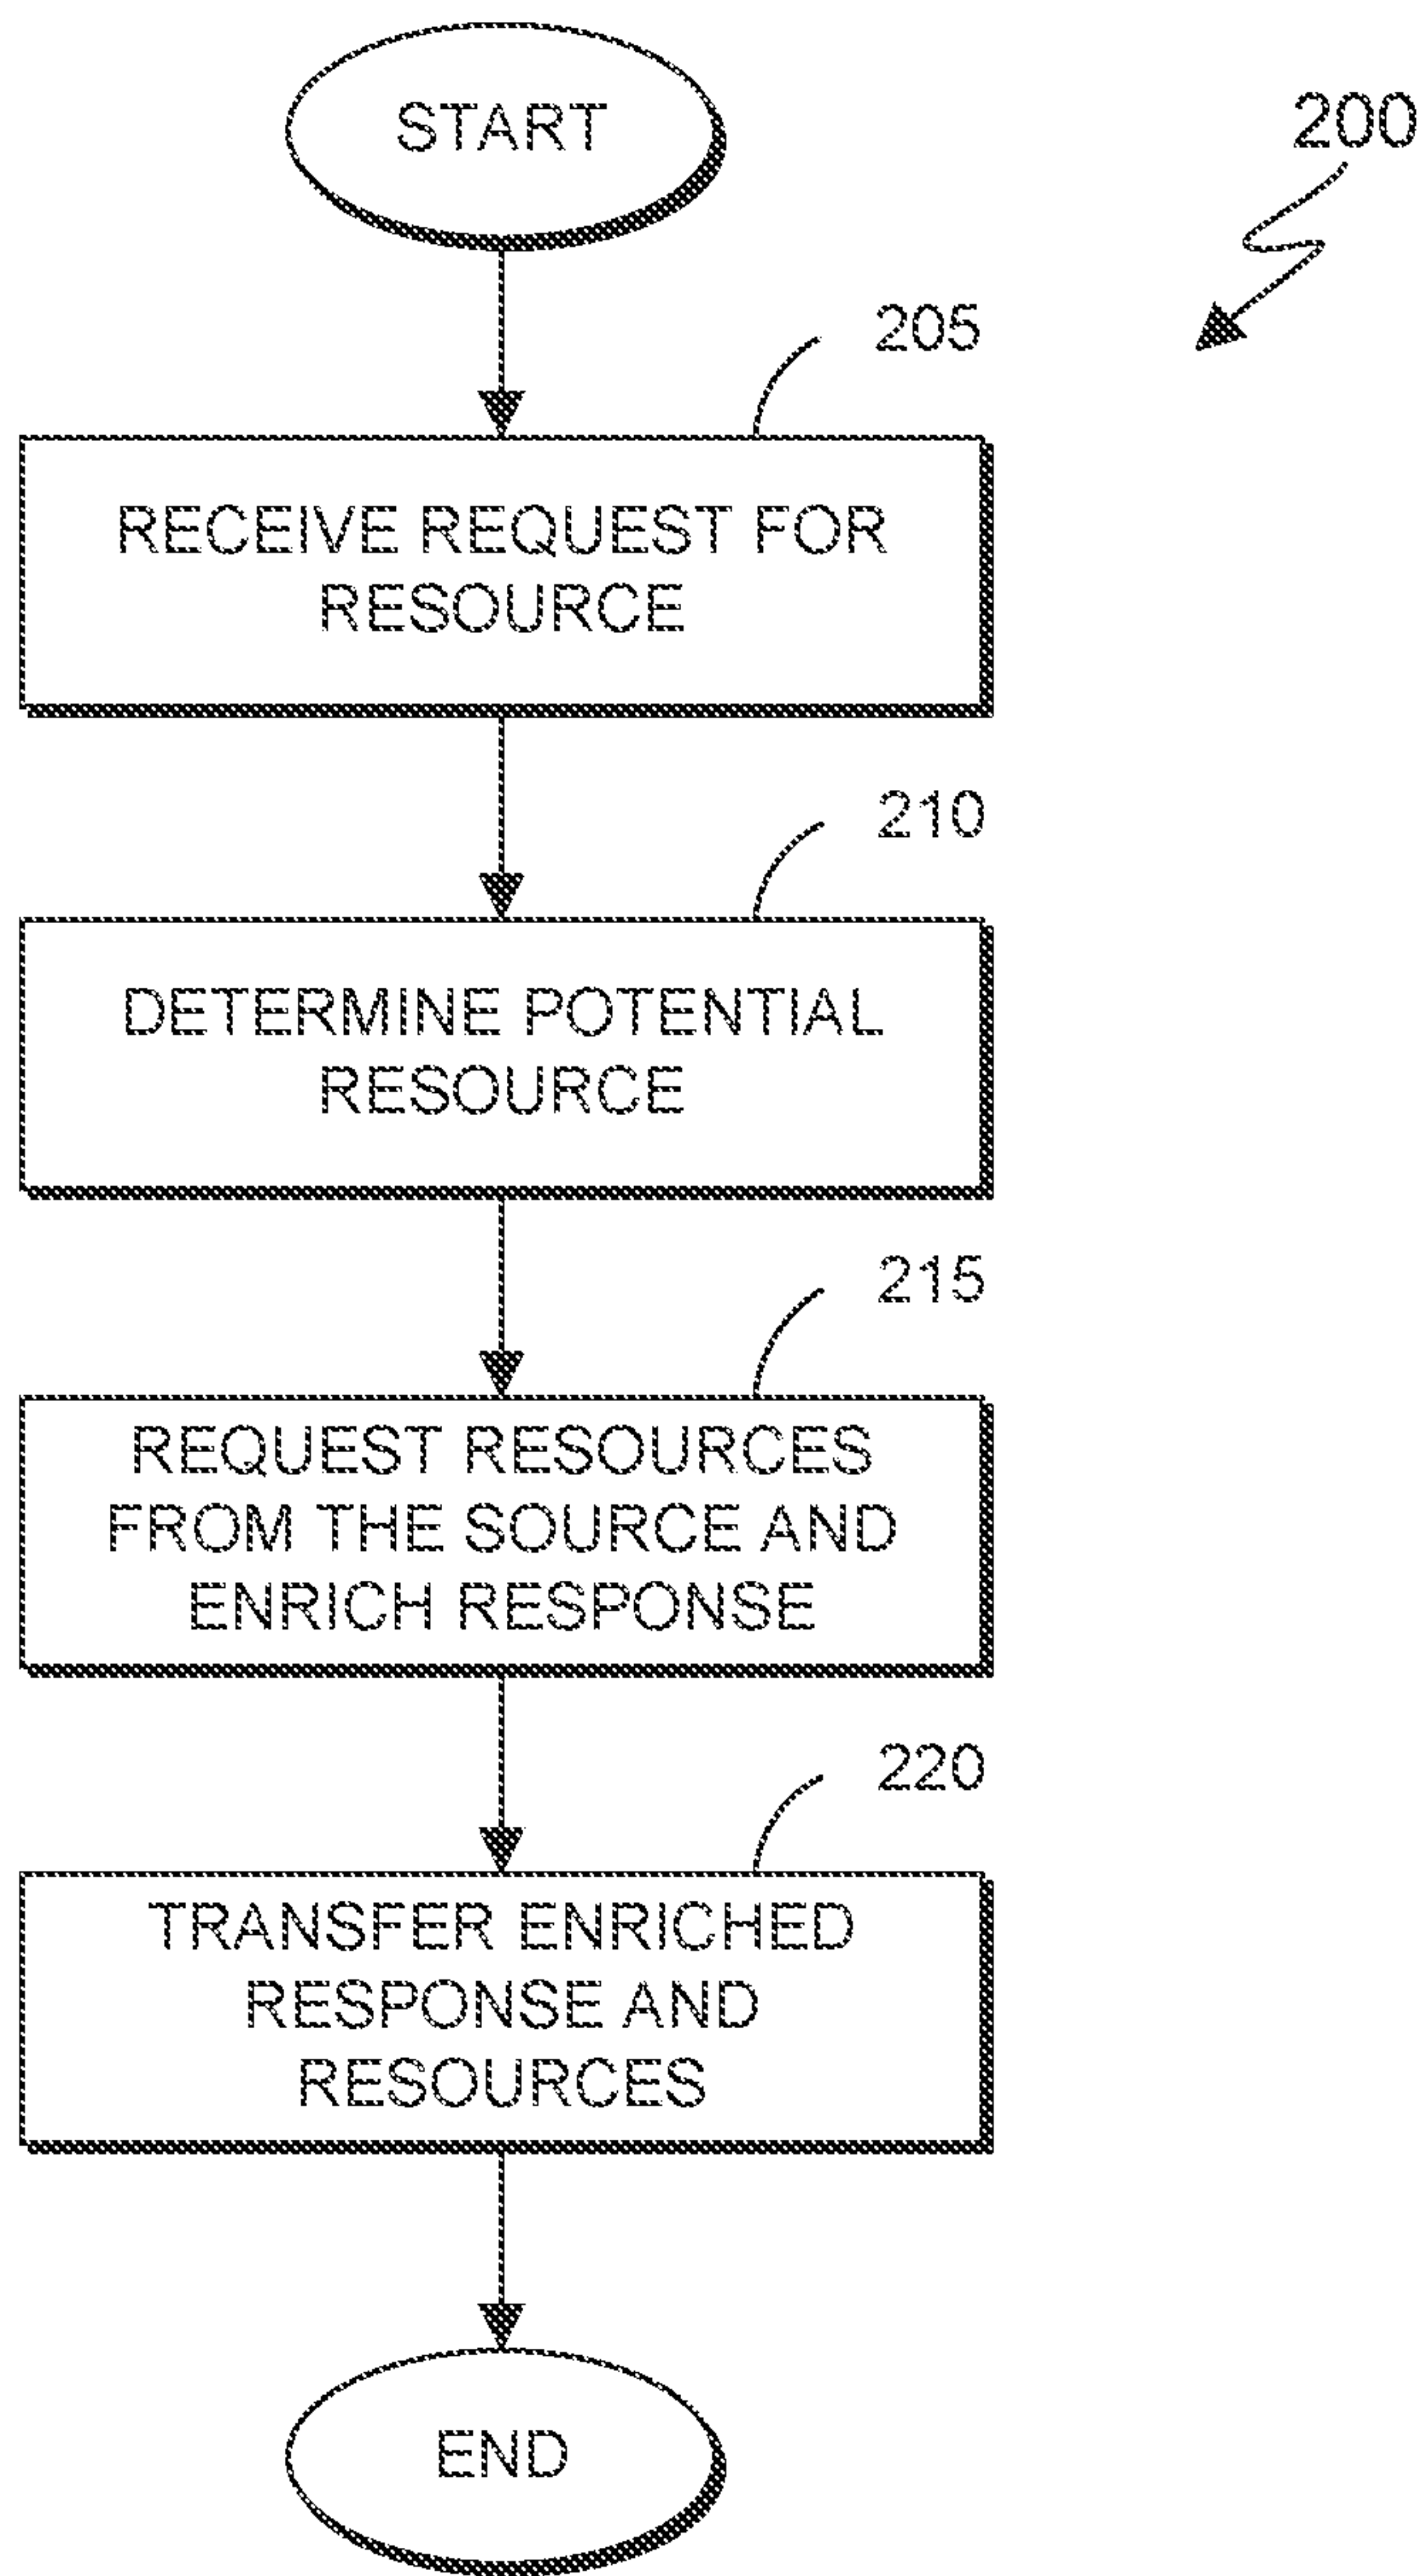 START
200
205
RECEIVE REQUEST FOR
RESOURCE
210
DETERMINE POTENTIAL
RESOURCE
215
REQUEST RESOURCES
FROM THE SOURCE AND
ENRICH RESPONSE
220
TRANSFER ENRICHED
RESPONSE AND
RESOURCES
END